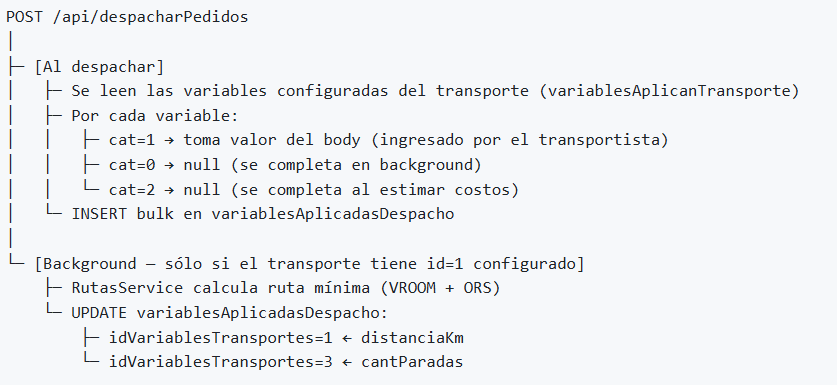 POST /api/despacharPedidos
│
├─ [Al despachar]
│   ├─ Se leen las variables configuradas del transporte (variablesAplicanTransporte)
│   ├─ Por cada variable:
│   │   ├─ cat=1 → toma valor del body (ingresado por el transportista)
│   │   ├─ cat=0 → null (se completa en background)
│   │   └─ cat=2 → null (se completa al estimar costos)
│   └─ INSERT bulk en variablesAplicadasDespacho
│
└─ [Background — sólo si el transporte tiene id=1 configurado]
    ├─ RutasService calcula ruta mínima (VROOM + ORS)
    └─ UPDATE variablesAplicadasDespacho:
        ├─ idVariablesTransportes=1 ← distanciaKm
        └─ idVariablesTransportes=3 ← cantParadas